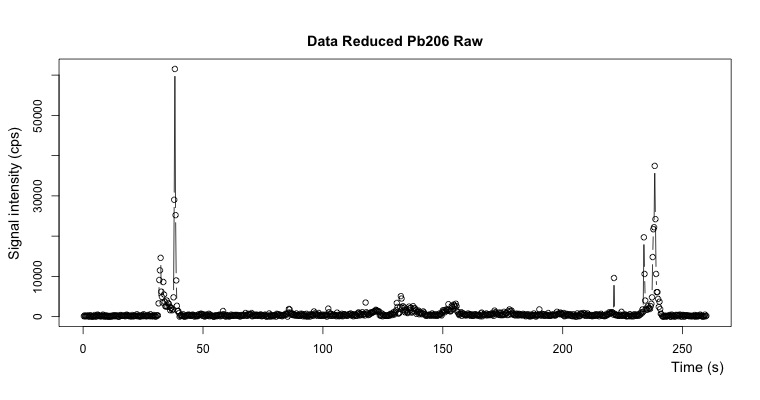 Data Reduced Pb206 Raw
Signal intensity (cps)
50000
30000
10000
0
0 50 100 150 200 250
Time (s)